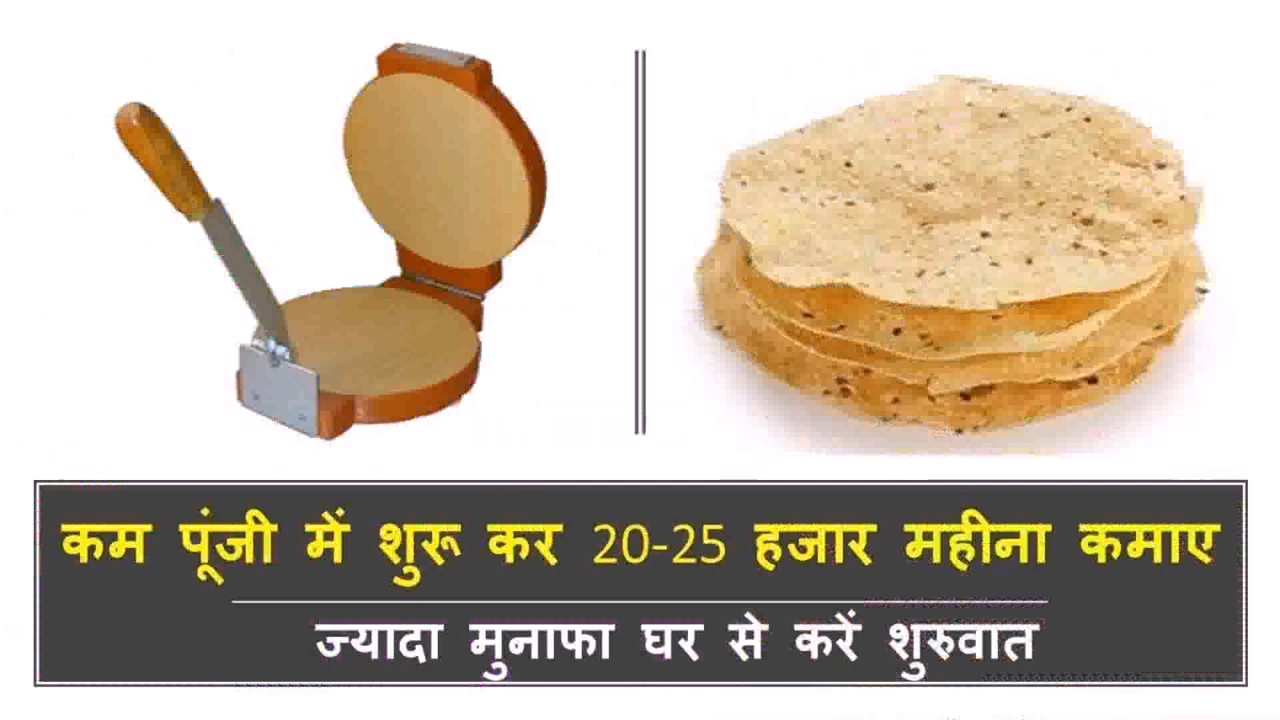 कम पूंजी में शुरू कर 20-25 हजार महीना कमाए
ज्यादा मुनाफा घर से करें शुरुवात